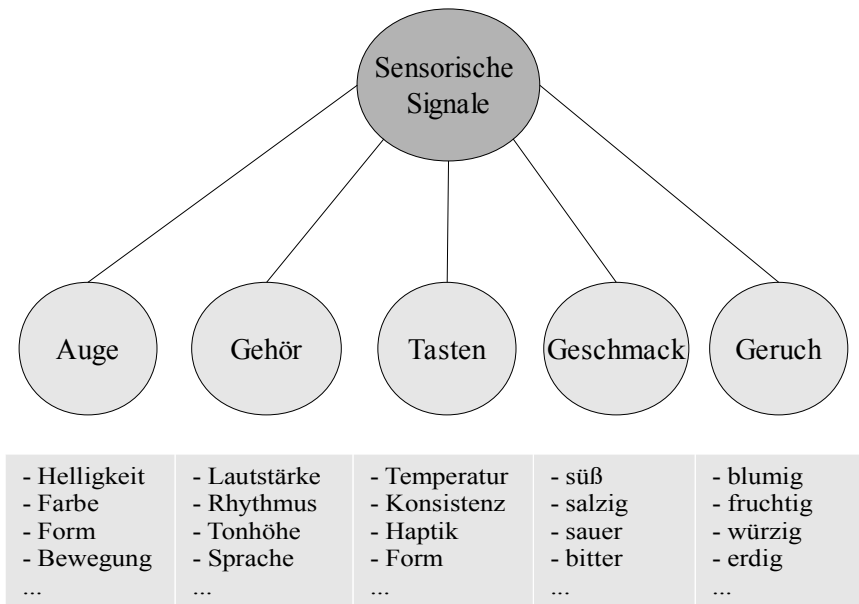 Sensorische
Signale
Auge
Gehör
Tasten
Geschmack
Geruch
- Helligkeit
- Farbe
- Form
- Bewegung
...
- Lautstärke
- Rhythmus
- Tonhöhe
- Sprache
...
- Temperatur
- Konsistenz
- Haptik
- Form
...
- süß
- salzig
- sauer
- bitter
...
- blumig
- fruchtig
- würzig
- erdig
...